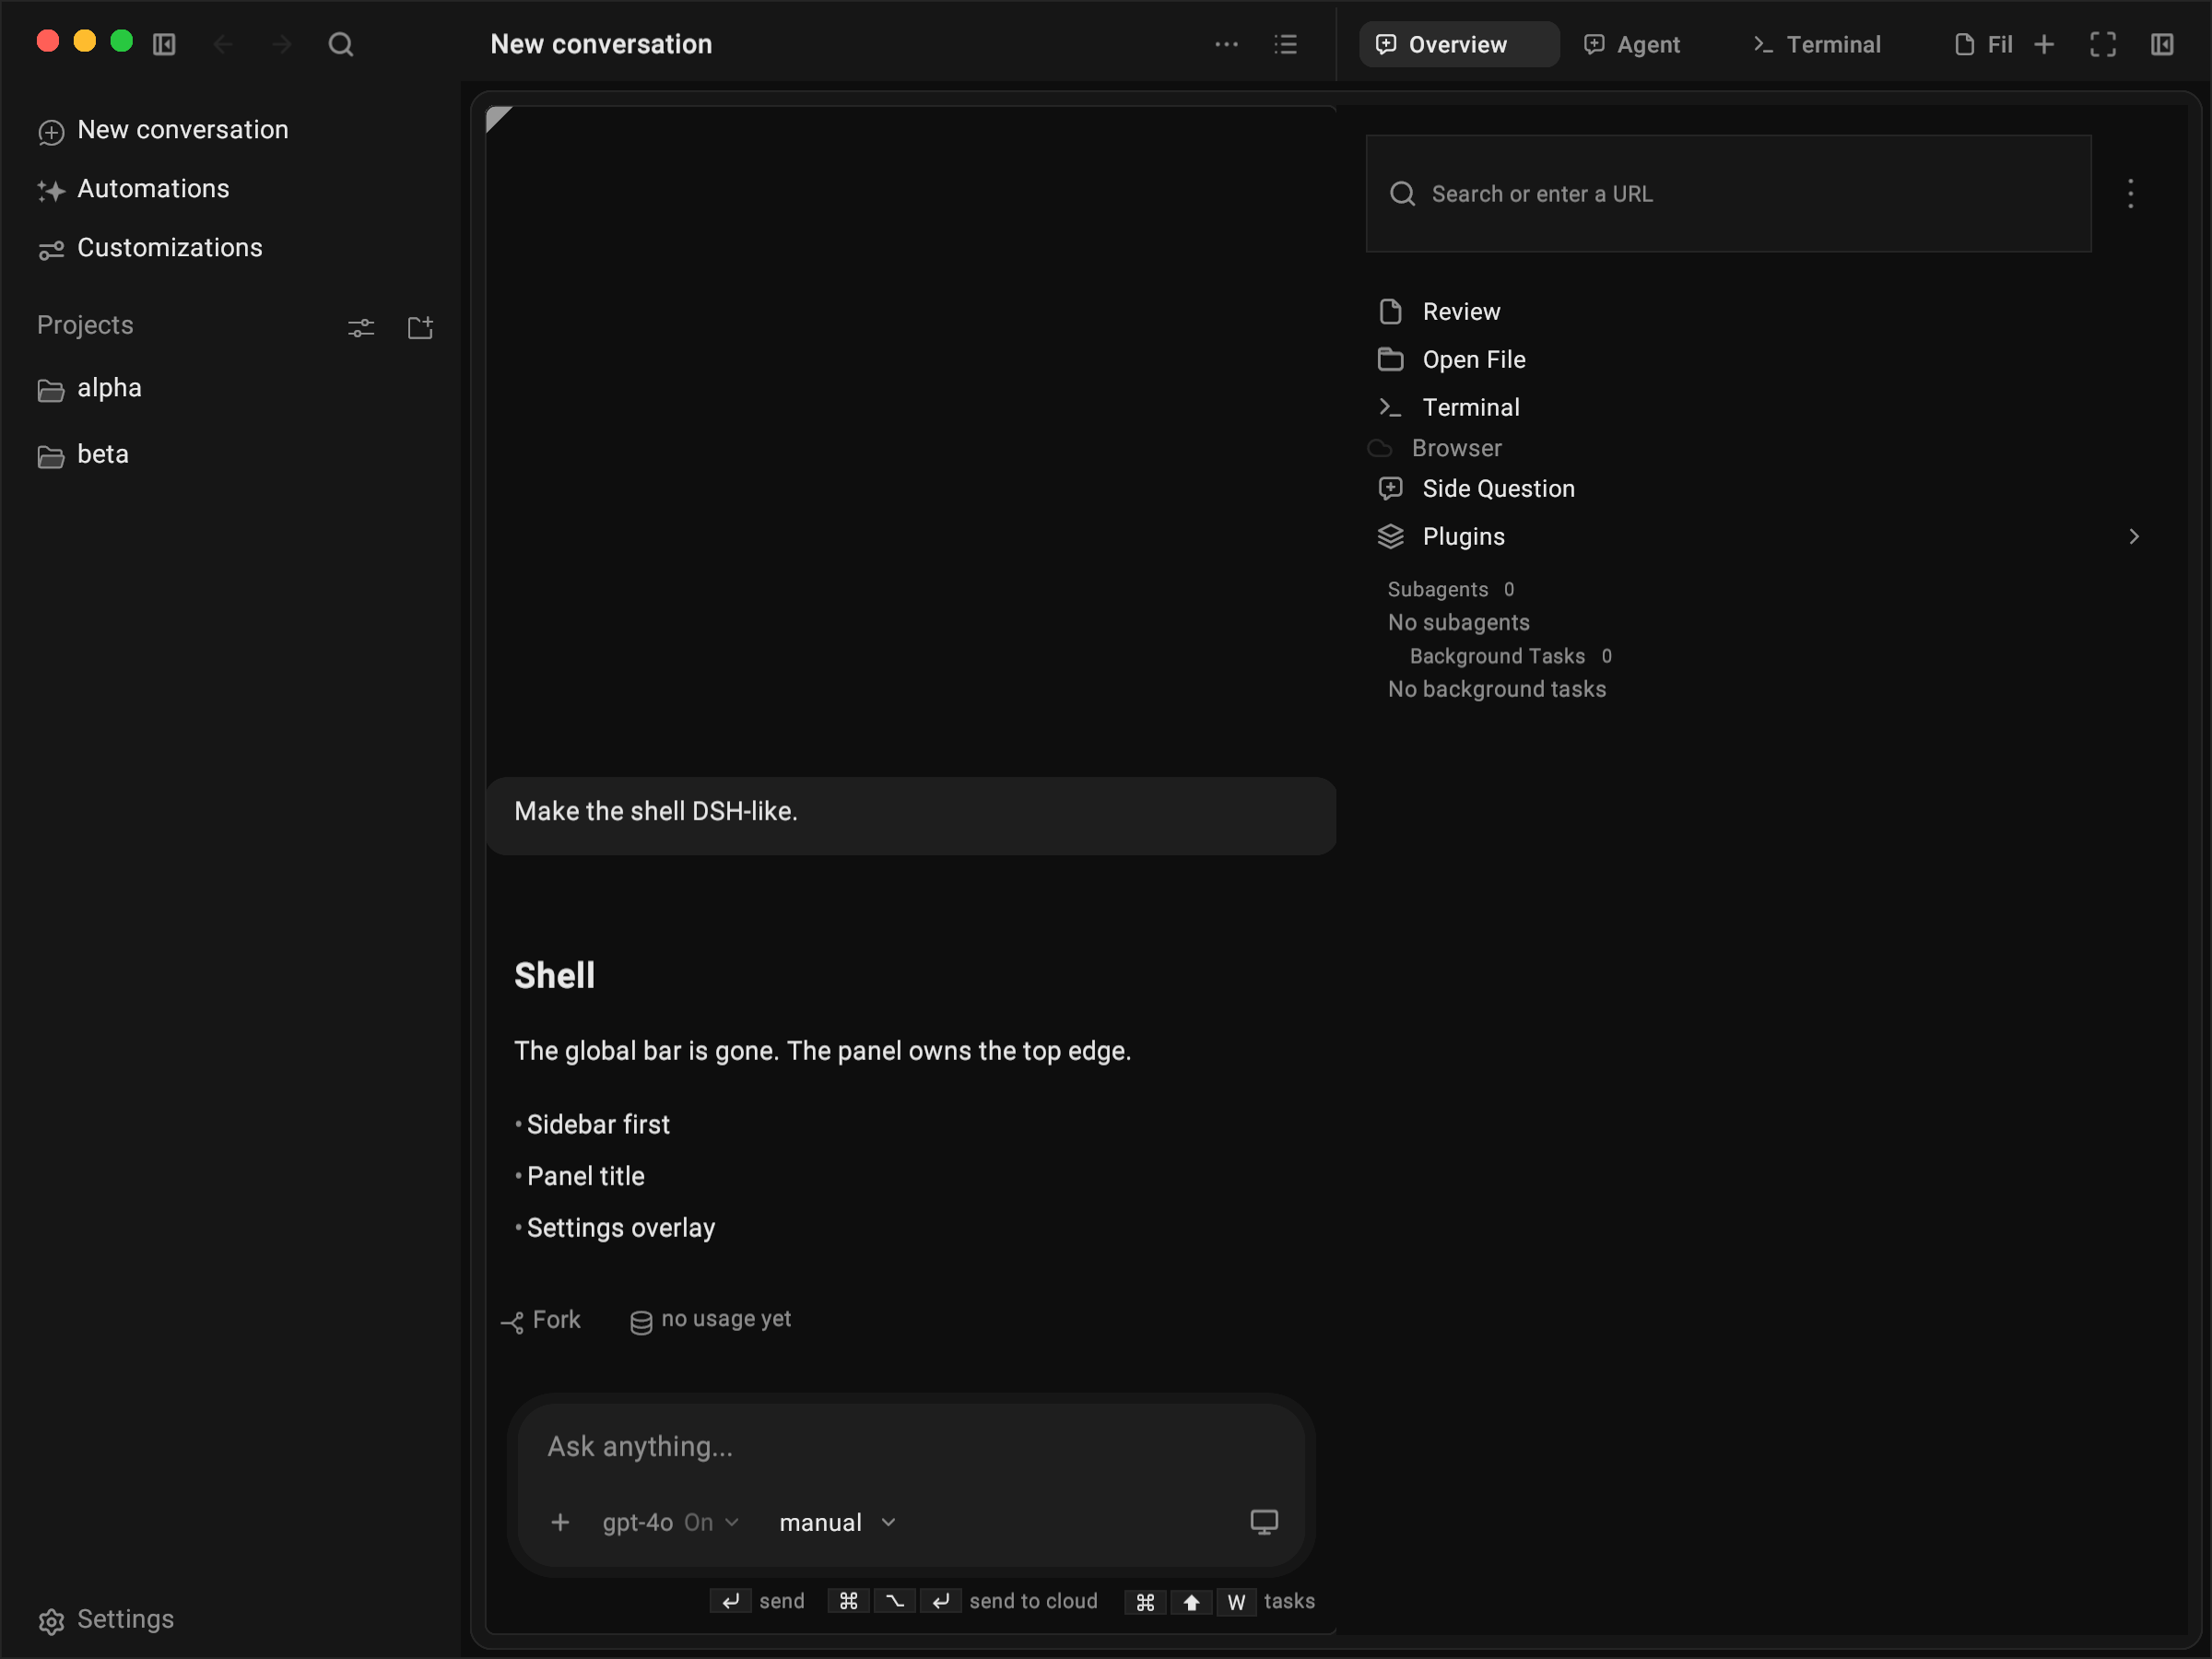 New conversation
Overview
Agent
Terminal
Fil
New conversation
Automations
Customizations
Projects
alpha
beta
Settings
Make the shell DSH-like.
Shell
The global bar is gone. The panel owns the top edge.
• Sidebar first
• Panel title
• Settings overlay
Fork no usage yet
Ask anything...
gpt-4o On manual
send ⌘ ⌥ send to cloud ⌘ W tasks
Search or enter a URL
Review
Open File
Terminal
Browser
Side Question
Plugins
Subagents 0
No subagents
Background Tasks 0
No background tasks